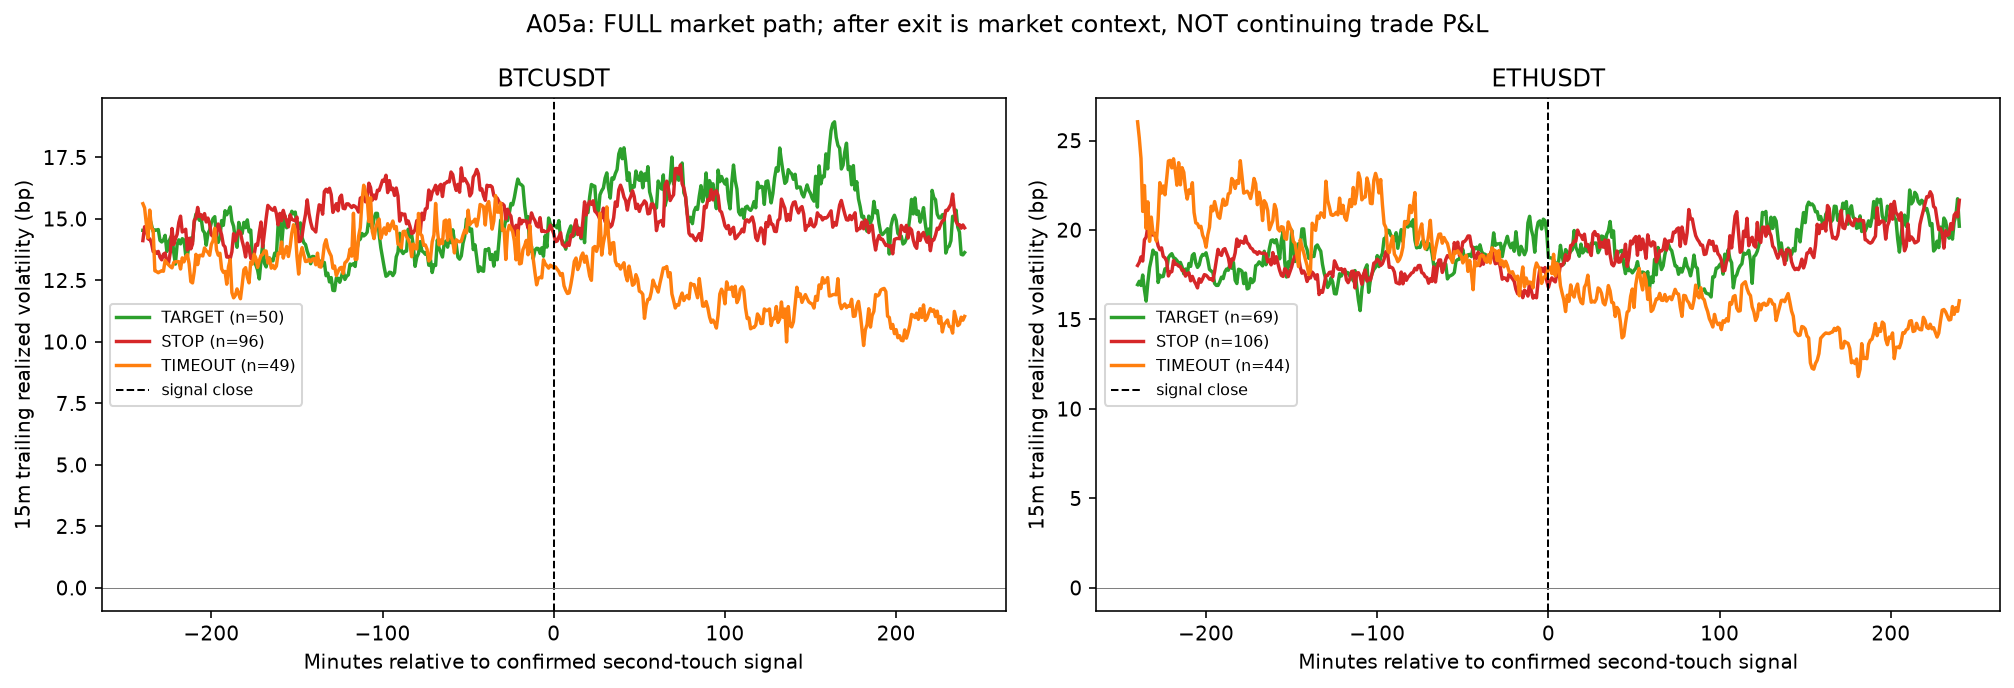 A05a: FULL market path; after exit is market context, NOT continuing trade P&L
BTCUSDT
15m trailing realized volatility (bp)
17.5
15.0
12.5
10.0
7.5
5.0
2.5
0.0
TARGET (n=50)
STOP (n=96)
TIMEOUT (n=49)
signal close
−200
−100
0
100
200
Minutes relative to confirmed second-touch signal
ETHUSDT
15m trailing realized volatility (bp)
25
20
15
10
5
0
TARGET (n=69)
STOP (n=106)
TIMEOUT (n=44)
signal close
−200
−100
0
100
200
Minutes relative to confirmed second-touch signal